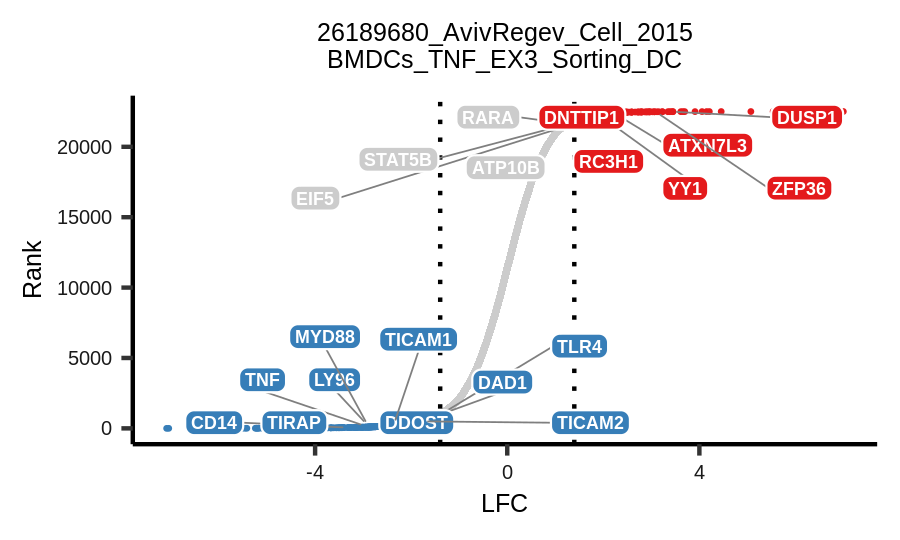 26189680_AvivRegev_Cell_2015
BMDCs_TNF_EX3_Sorting_DC
RARA
DNTTIP1
DUSP1
20000
STAT5B
ATP10B
RC3H1
ATXN7L3
EIF5
YY1
ZFP36
15000
Rank
10000
MYD88
TICAM1
TLR4
5000
TNF
LY96
DAD1
CD14
TIRAP
DDOST
TICAM2
0
-4
0
4
LFC